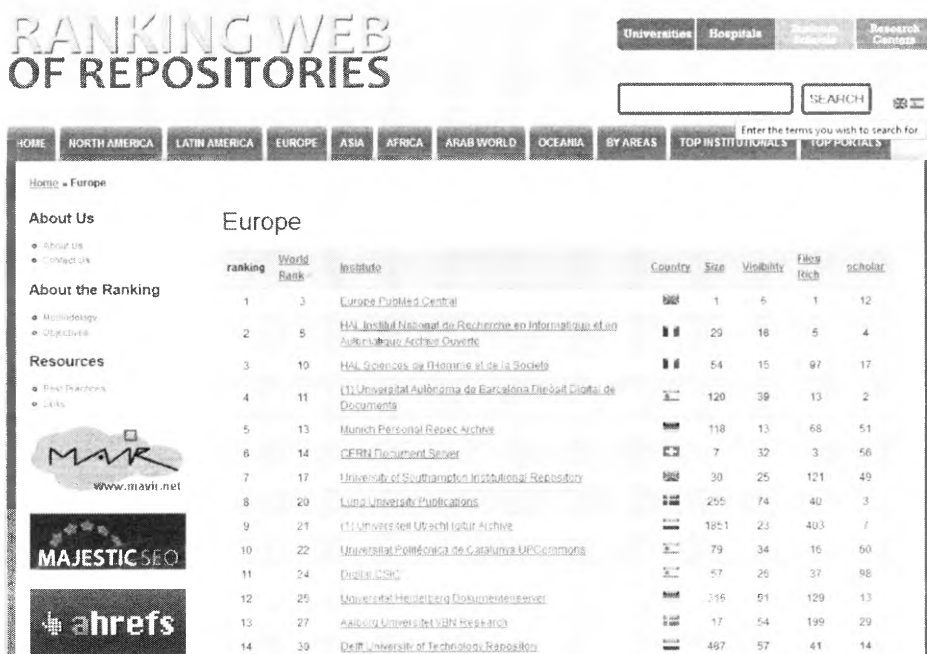 RANKING WEB
OF REPOSITORIES
Universities Hospitals Research Centers
SEARCH
Enter the terms you wish to search for
HOME NORTH AMERICA LATIN AMERICA EUROPE ASIA AFRICA ARAB WORLD OCEANIA BY AREAS TOP INSTITUTIONALS TOP PORTALS
Home » Europe
About Us
About Us
Contact Us
About the Ranking
Methodology
Objectives
Resources
Best Practices
Links
www.mavir.net
MAJESTIC SEO
ahrefs
Europe
ranking World Rank Institute Country Size Visibility Files Rich scholar
1 3 Europe PubMed Central 1 6 1 12
2 5 HAL Institut National de Recherche en Informatique et en
Automatique Archive Ouverte 29 18 5 4
3 10 HAL Sciences de l'Homme et de la Société 54 15 97 17
4 11 (1) Universitat Autònoma de Barcelona Dipòsit Digital de
Documents 120 39 13 2
5 13 Munich Personal Repec Archive 118 13 68 51
6 14 CERN Document Server 7 32 3 56
7 17 University of Southampton Institutional Repository 30 25 121 49
8 20 Lund University Publications 255 74 40 3
9 21 (1) Universiteit Utrecht Igitur Archive 1851 23 403 7
10 22 Universitat Politécnica de Catalunya UPCommons 79 34 16 60
11 24 Digital CSIC 57 26 37 98
12 25 Universitat Heidelberg Dokumentenserver 316 51 129 13
13 27 Aalborg Universitet VBN Research 17 54 199 29
14 30 Delft University of Technology Repository 487 57 41 14